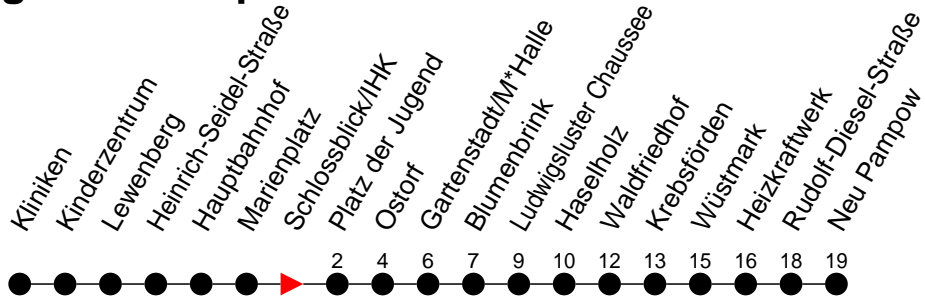 Kliniken
Kinderzentrum
Lewenberg
Heinrich-Seidel-Straße
Hauptbahnhof
Marienplatz
Schlossblick/IHK
Platz der Jugend
Ostorf
Gartenstadt/M*Halle
Blumenbrink
Ludwigsluster Chaussee
Haselholz
Waldfriedhof
Krebsförden
Wüstmark
Heizkraftwerk
Rudolf-Diesel-Straße
Neu Pampow
2 4 6 7 9 10 12 13 15 16 18 19